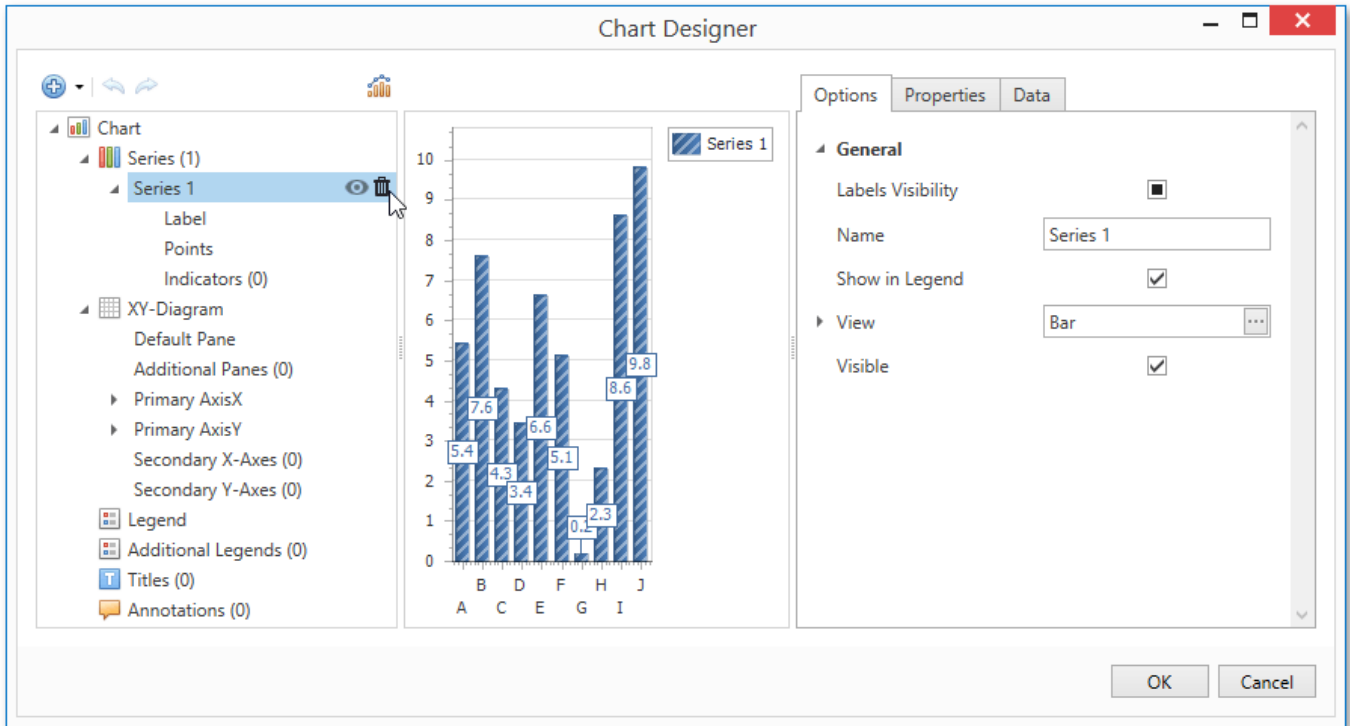 Chart Designer
Chart
Series (1)
Series 1
Label
Points
Indicators (0)
XY-Diagram
Default Pane
Additional Panes (0)
Primary AxisX
Primary AxisY
Secondary X-Axes (0)
Secondary Y-Axes (0)
Legend
Additional Legends (0)
T Titles (0)
Annotations (0)
Series 1
10
9
8
7
6
5
4
3
2
1
0
5.4
7.6
4.3
3.4
6.6
5.1
2.3
8.6
9.8
B D F H J
A C E G I
Options Properties Data
General
Labels Visibility
Name Series 1
Show in Legend
View Bar ...
Visible
OK Cancel